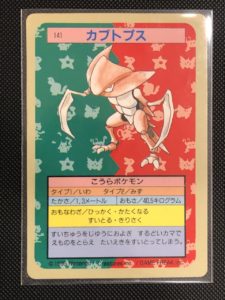 141
カブトプス
こうらポケモン
タイプ1/いわ タイプ2/みず
たかさ/1.3メートル おもさ/40.5キログラム
おもなわざ/ひっかく・かたくなる
すいとる・きりさく
すいちゅうをじゆうにおよぎ するどいカマで
えものをとらえ たいえきをすいとってしまう。